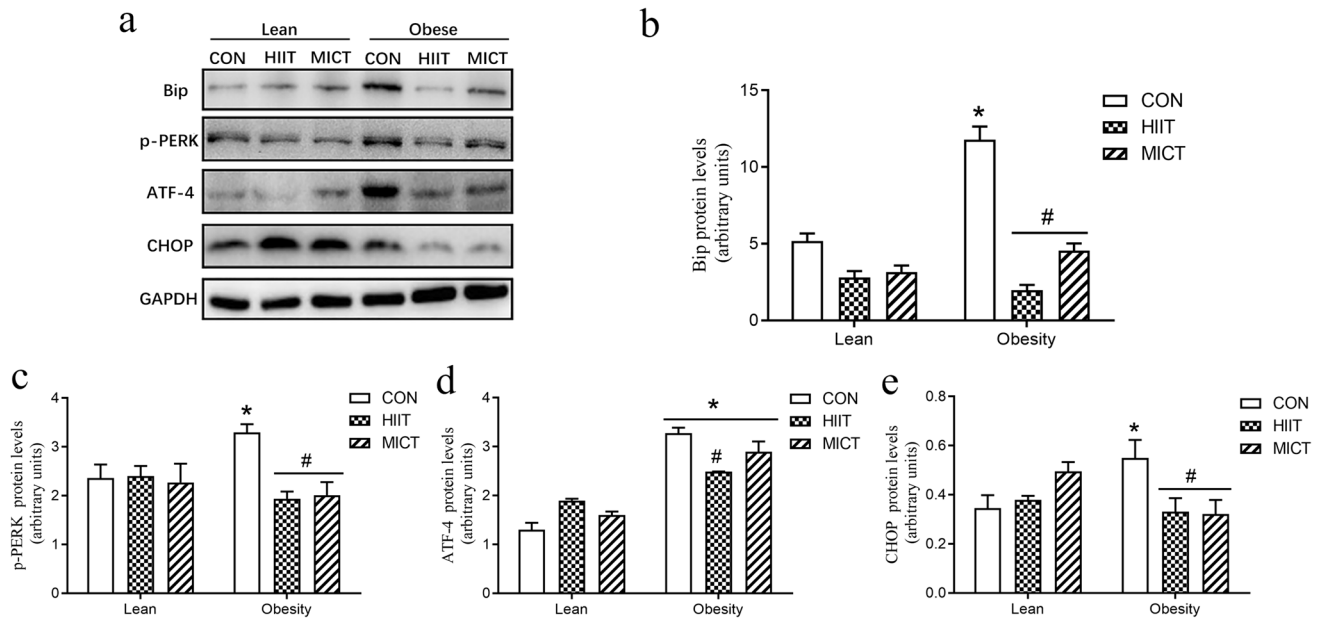 a
Lean Obese
CON HIIT MICT CON HIIT MICT
Bip
p-PERK
ATF-4
CHOP
GAPDH
b
Bip protein levels
(arbitrary units)
15
10
5
0
*
#
Lean Obesity
CON
HIIT
MICT
c
p-PERK protein levels
(arbitrary units)
4
3
2
1
0
*
#
Lean Obesity
CON
HIIT
MICT
d
ATF-4 protein levels
(arbitrary units)
4
3
2
1
0
*
#
Lean Obesity
CON
HIIT
MICT
e
CHOP protein levels
(arbitrary units)
0.8
0.6
0.4
0.2
0.0
*
#
Lean Obesity
CON
HIIT
MICT